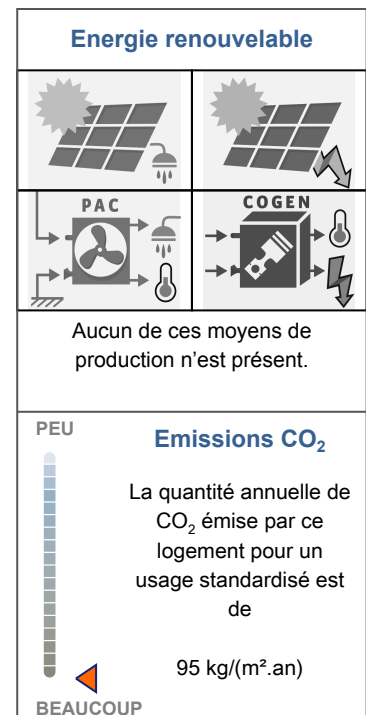 Energie renouvelable
PAC
COGEN
Aucun de ces moyens de
production n'est présent.
PEU
Emissions CO₂
La quantité annuelle de
CO₂ émise par ce
logement pour un
usage standardisé est
de
95 kg/(m².an)
BEAUCOUP